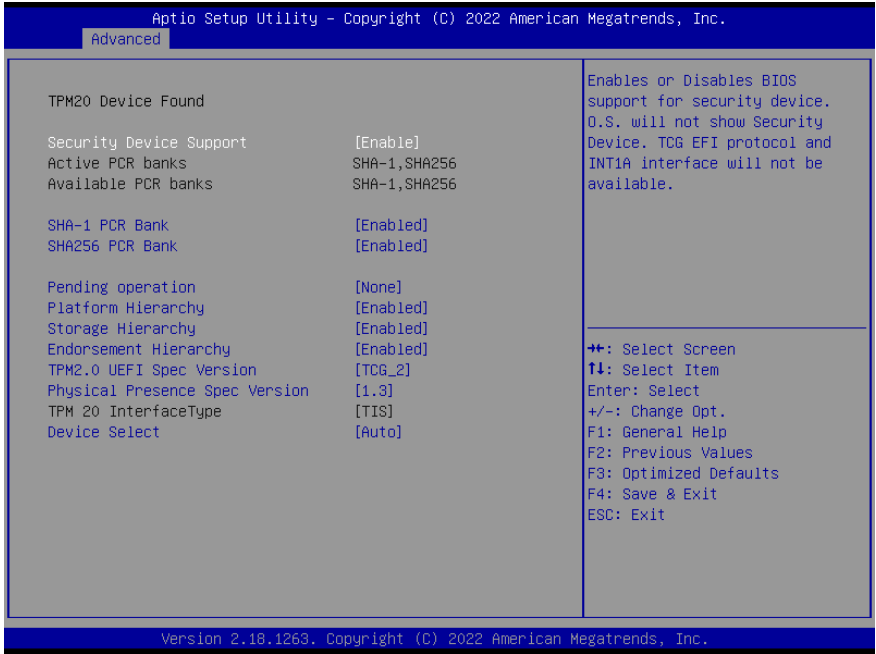 Aptio Setup Utility – Copyright (C) 2022 American Megatrends, Inc.
Advanced
TPM20 Device Found
Security Device Support [Enable]
Active PCR banks SHA-1,SHA256
Available PCR banks SHA-1,SHA256
SHA-1 PCR Bank [Enabled]
SHA256 PCR Bank [Enabled]
Pending operation [None]
Platform Hierarchy [Enabled]
Storage Hierarchy [Enabled]
Endorsement Hierarchy [Enabled]
TPM2.0 UEFI Spec Version [TCG_2]
Physical Presence Spec Version [1.3]
TPM 20 InterfaceType [TIS]
Device Select [Auto]
Enables or Disables BIOS
support for security device.
O.S. will not show Security
Device. TCG EFI protocol and
INT1A interface will not be
available.
→←: Select Screen
↑↓: Select Item
Enter: Select
+/-: Change Opt.
F1: General Help
F2: Previous Values
F3: Optimized Defaults
F4: Save & Exit
ESC: Exit
Version 2.18.1263. Copyright (C) 2022 American Megatrends, Inc.